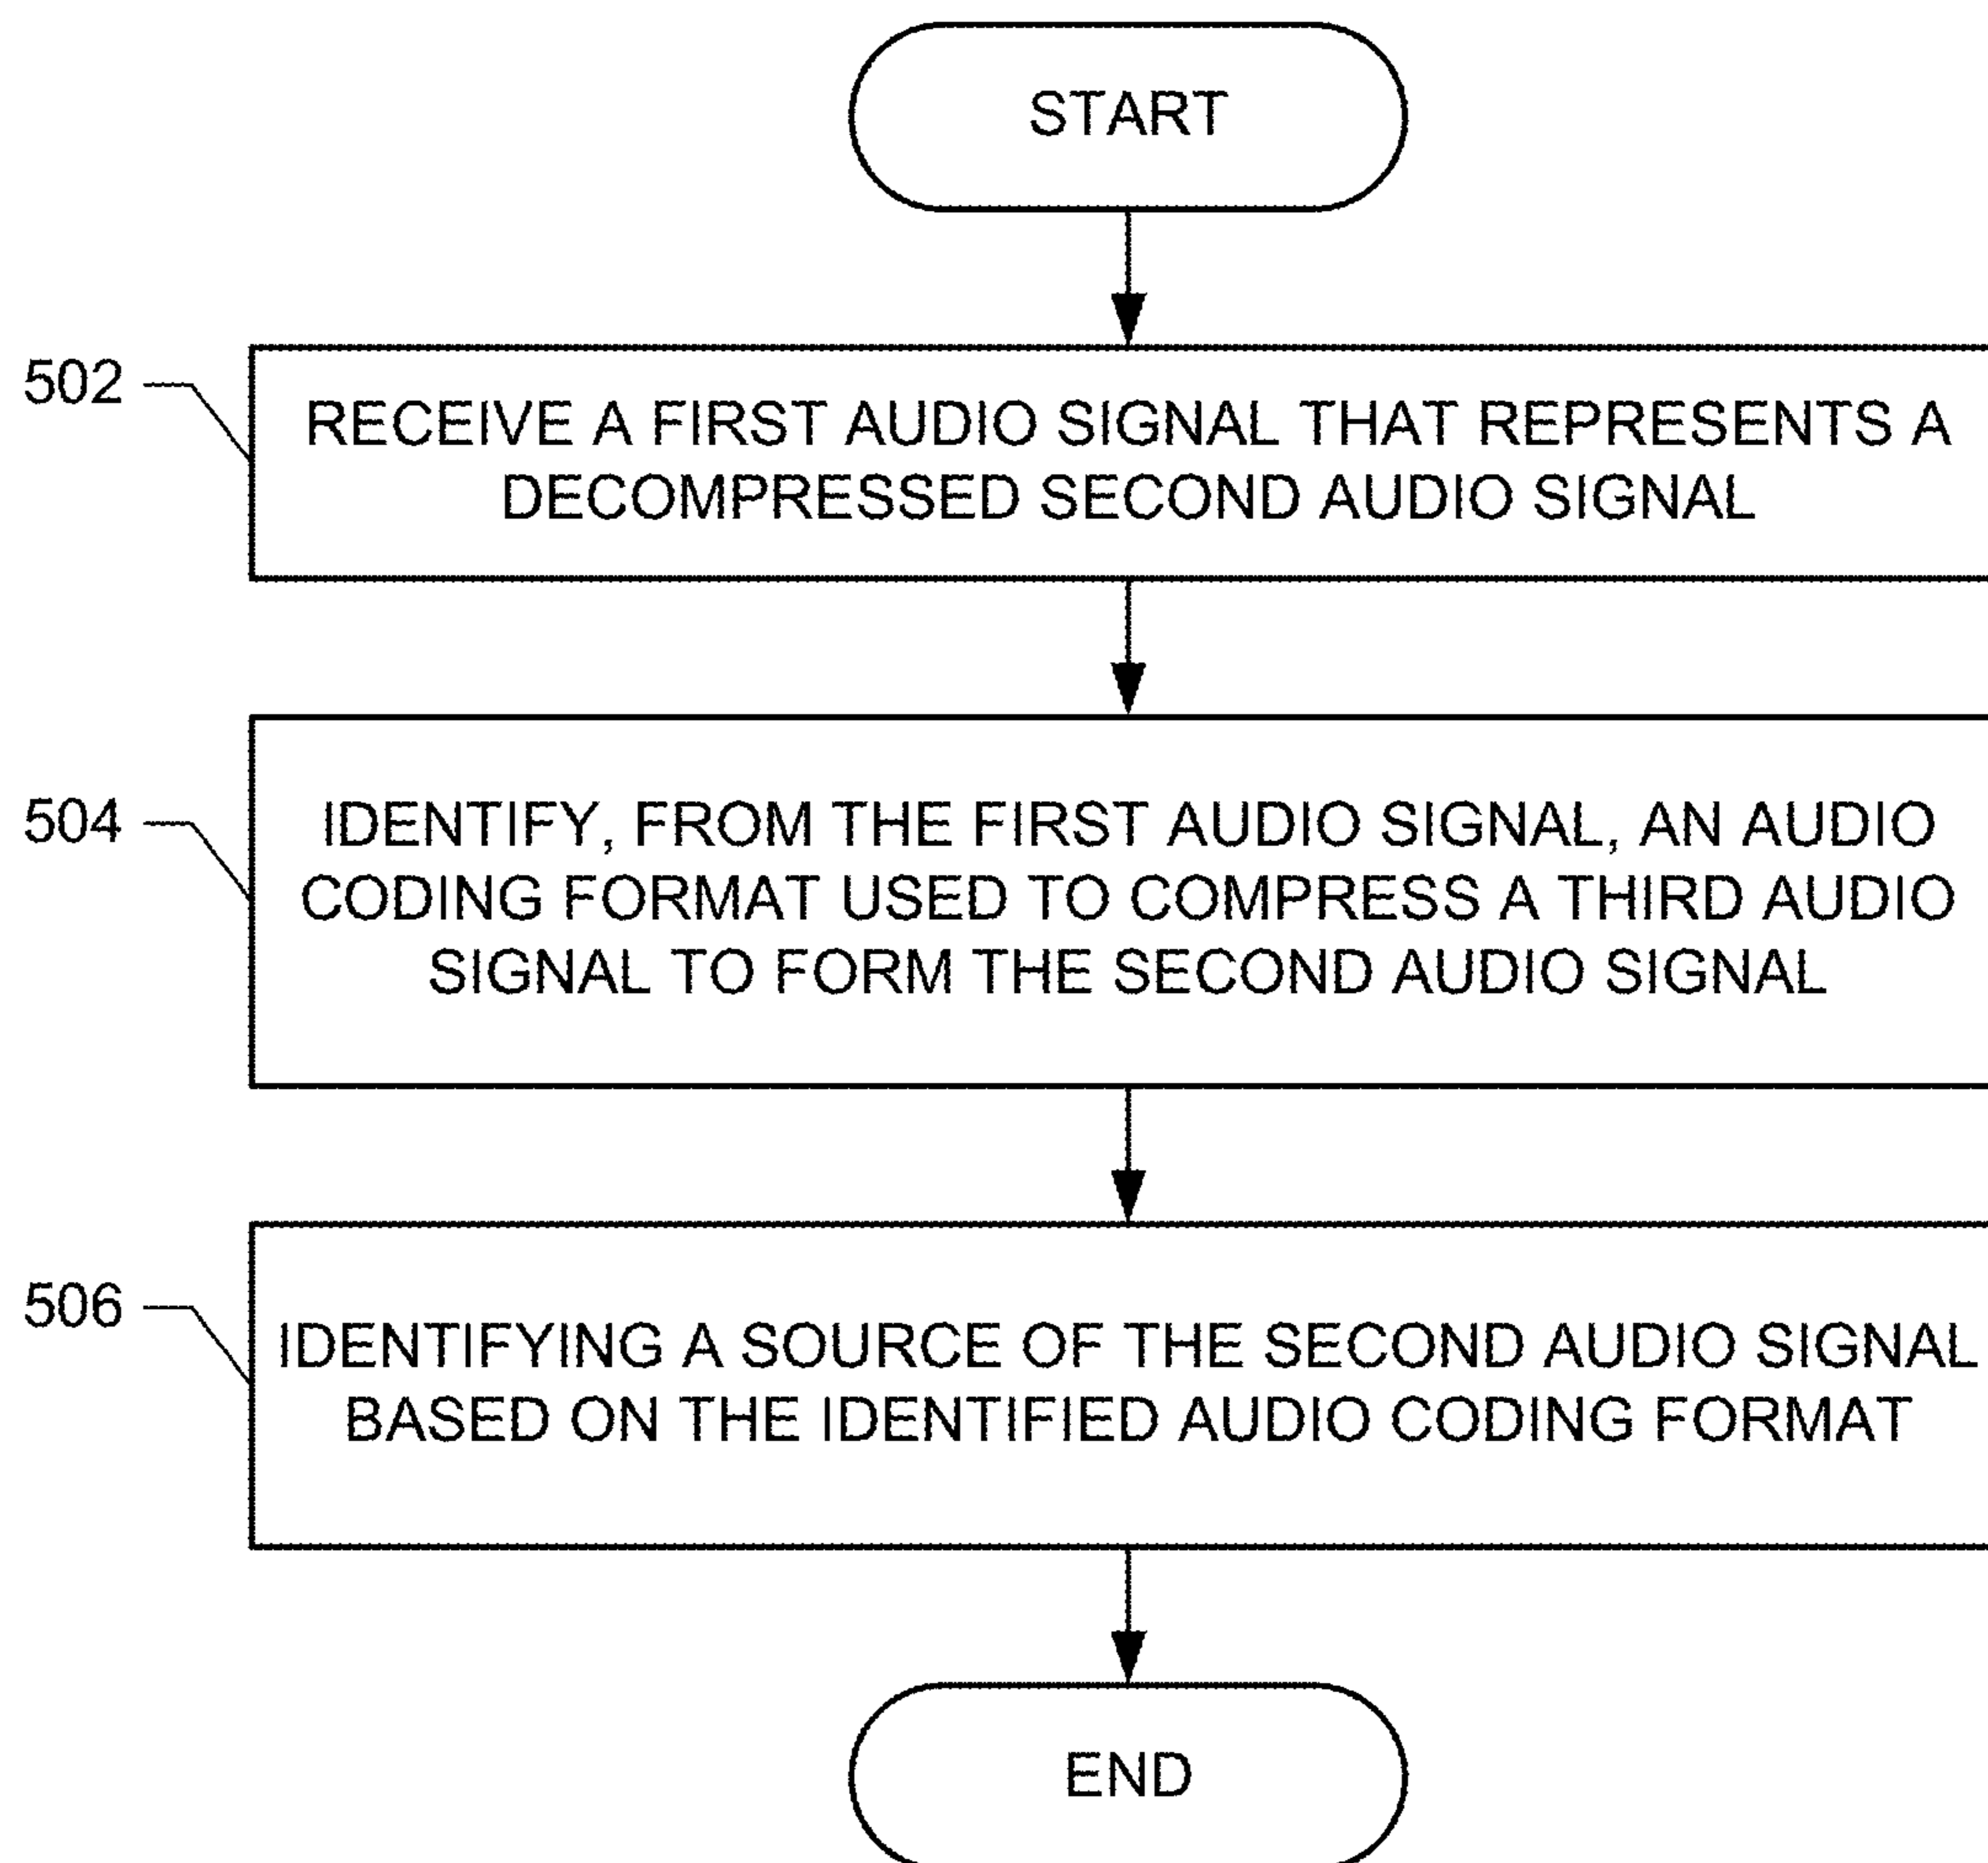 START
502
RECEIVE A FIRST AUDIO SIGNAL THAT REPRESENTS A
DECOMPRESSED SECOND AUDIO SIGNAL
504
IDENTIFY, FROM THE FIRST AUDIO SIGNAL, AN AUDIO
CODING FORMAT USED TO COMPRESS A THIRD AUDIO
SIGNAL TO FORM THE SECOND AUDIO SIGNAL
506
IDENTIFYING A SOURCE OF THE SECOND AUDIO SIGNAL
BASED ON THE IDENTIFIED AUDIO CODING FORMAT
END